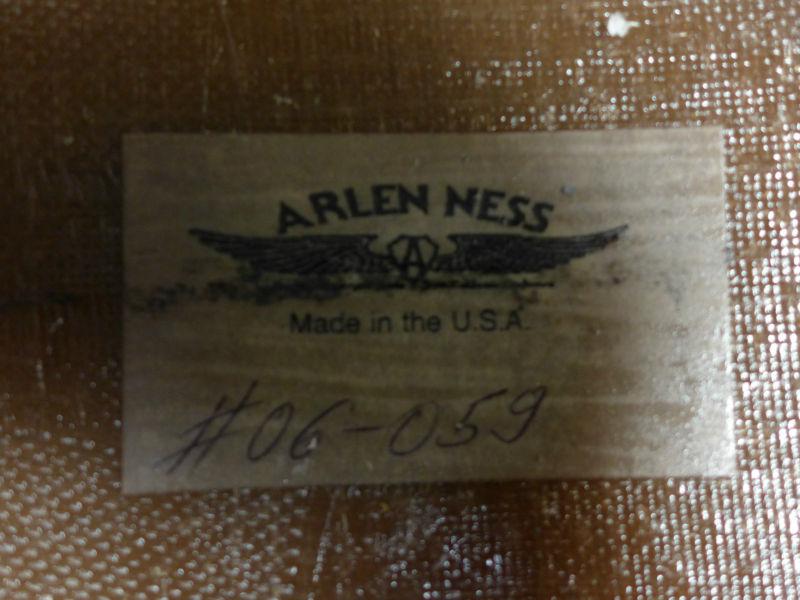 ARLEN NESS
A
Made in the U.S.A.
#06-059